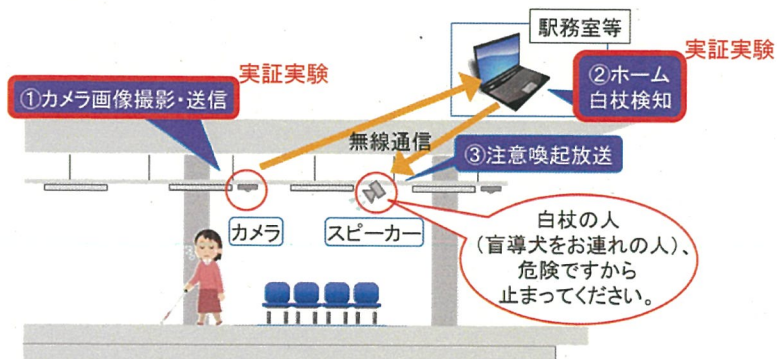 駅務室等
実証実験
実証実験
①カメラ画像撮影・送信
②ホーム
白杖検知
無線通信
③注意喚起放送
カメラ
スピーカー
白杖の人
（盲導犬をお連れの人）、
危険ですから
止まってください。